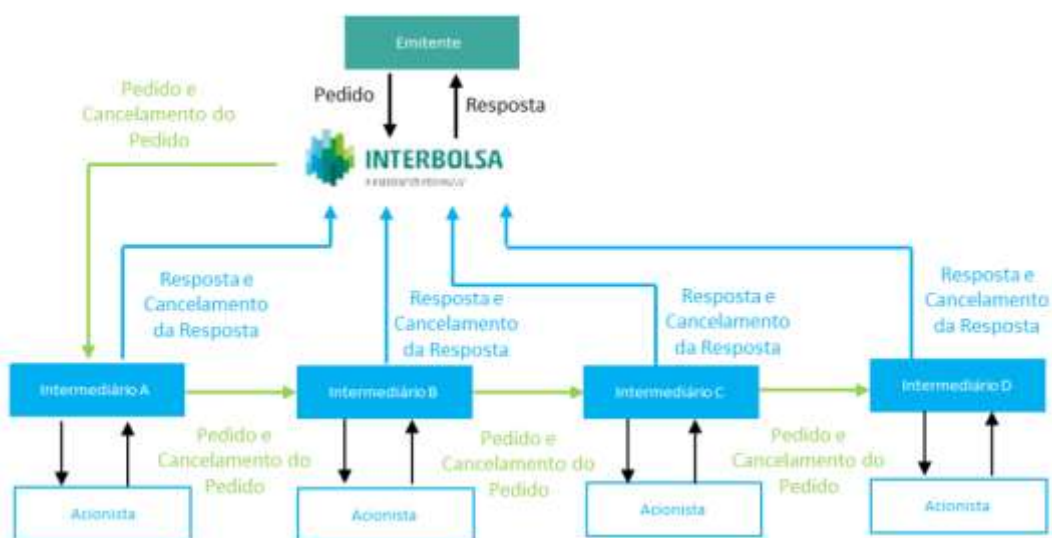 Emitente
Pedido e
Cancelamento do
Pedido
Pedido
Resposta
INTERBOLSA
Resposta e
Cancelamento
da Resposta
Resposta e
Cancelamento
da Resposta
Resposta e
Cancelamento
da Resposta
Resposta e
Cancelamento
da Resposta
Intermediário A
Intermediário B
Intermediário C
Intermediário D
Pedido e
Cancelamento do
Pedido
Pedido e
Cancelamento do
Pedido
Pedido e
Cancelamento do
Pedido
Acionista
Acionista
Acionista
Acionista